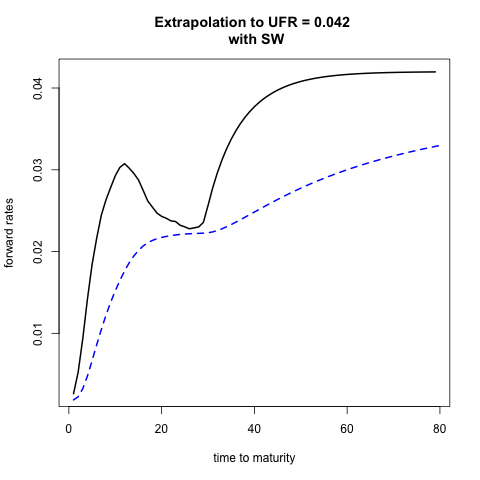 Extrapolation to UFR = 0.042
with SW
forward rates
0.04
0.03
0.02
0.01
0 20 40 60 80
time to maturity